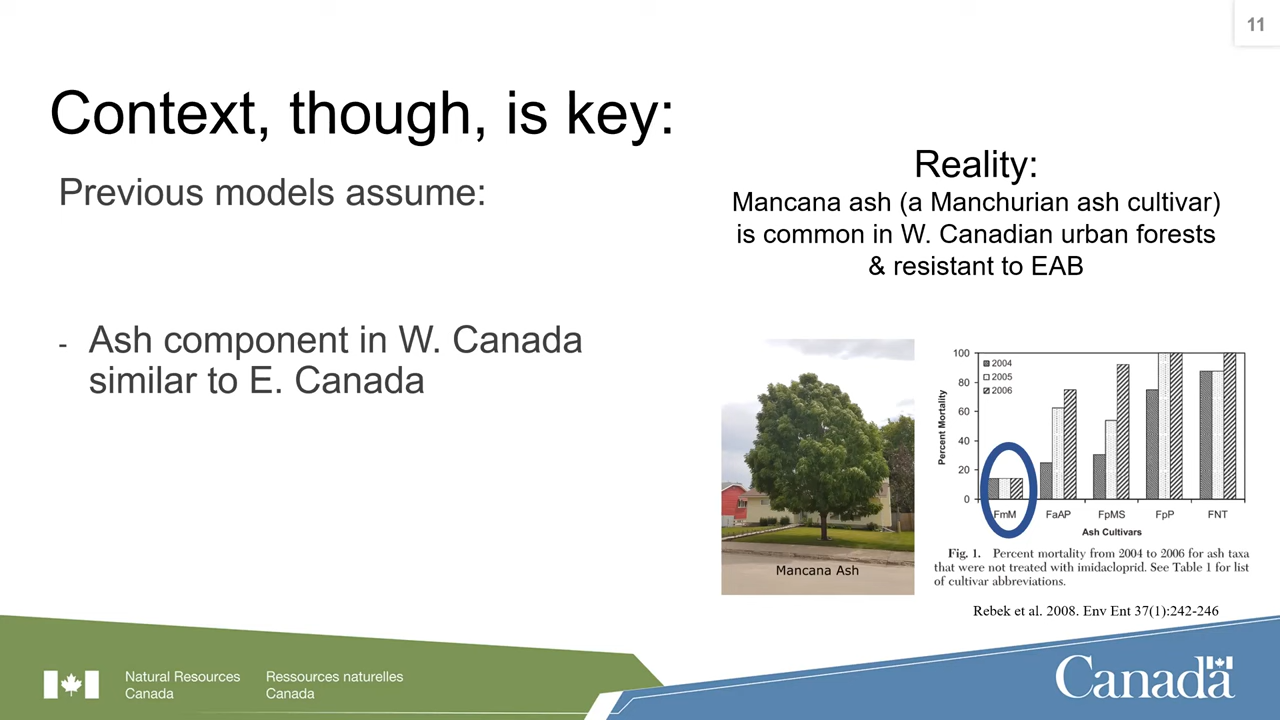 11
Context, though, is key:
Previous models assume:
- Ash component in W. Canada
similar to E. Canada
Reality:
Mancana ash (a Manchurian ash cultivar)
is common in W. Canadian urban forests
& resistant to EAB
Mancana Ash
100
80
60
40
20
0
Percent Mortality
2004
2005
2006
FmM FaAP FpMS FpP FNT
Ash Cultivars
Fig. 1. Percent mortality from 2004 to 2006 for ash taxa
that were not treated with imidacloprid. See Table 1 for list
of cultivar abbreviations.
Rebek et al. 2008. Env Ent 37(1):242-246
Natural Resources
Canada
Ressources naturelles
Canada
Canada